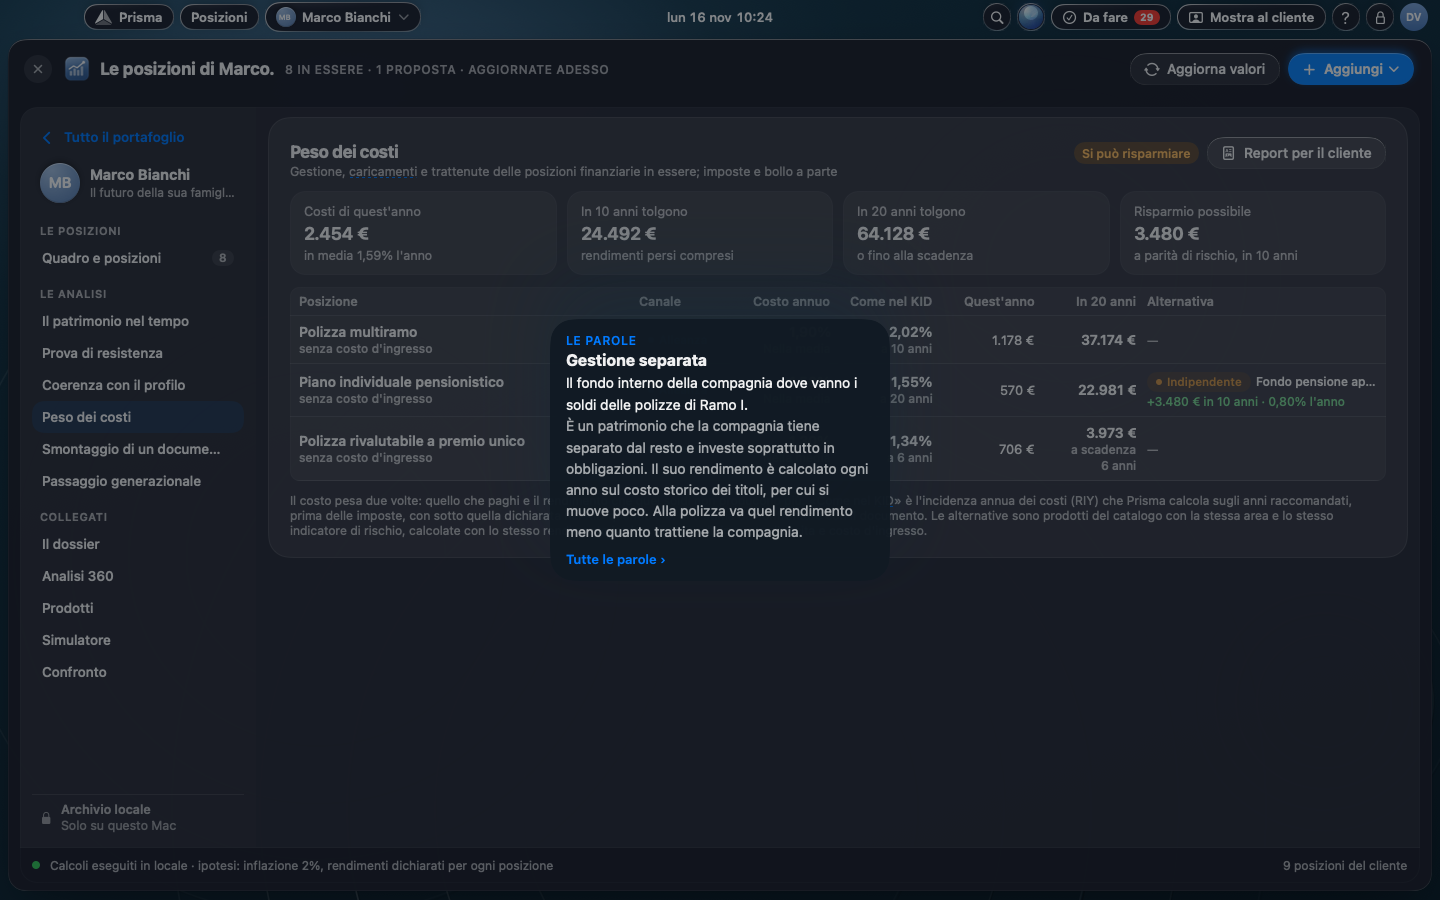 Prisma
Posizioni
MB Marco Bianchi
lun 16 nov 10:24
Da fare 29
Mostra al cliente
?
DV
Le posizioni di Marco.
8 IN ESSERE · 1 PROPOSTA · AGGIORNATE ADESSO
Aggiorna valori
+ Aggiungi
Tutto il portafoglio
MB
Marco Bianchi
Il futuro della sua famigl...
LE POSIZIONI
Quadro e posizioni 8
LE ANALISI
Il patrimonio nel tempo
Prova di resistenza
Coerenza con il profilo
Peso dei costi
Smontaggio di un docume...
Passaggio generazionale
COLLEGATI
Il dossier
Analisi 360
Prodotti
Simulatore
Confronto
Archivio locale
Solo su questo Mac
Peso dei costi
Gestione, caricamenti e trattenute delle posizioni finanziarie in essere; imposte e bollo a parte
Si può risparmiare
Report per il cliente
Costi di quest'anno
2.454 €
in media 1,59% l'anno
In 10 anni tolgono
24.492 €
rendimenti persi compresi
In 20 anni tolgono
64.128 €
o fino alla scadenza
Risparmio possibile
3.480 €
a parità di rischio, in 10 anni
Posizione Canale Costo annuo Come nel KID Quest'anno In 20 anni Alternativa
Polizza multiramo
senza costo d'ingresso
2,02%
10 anni
1.178 €
37.174 €
—
Piano individuale pensionistico
senza costo d'ingresso
1,55%
20 anni
570 €
22.981 €
Indipendente Fondo pensione ap...
+3.480 € in 10 anni · 0,80% l'anno
Polizza rivalutabile a premio unico
senza costo d'ingresso
1,34%
a 6 anni
706 €
3.973 €
a scadenza
6 anni
—
Il costo pesa due volte: quello che paghi e il re
D» è l'incidenza annua dei costi (RIY) che Prisma calcola sugli anni raccomandati,
prima delle imposte, con sotto quella dichiara
mento. Le alternative sono prodotti del catalogo con la stessa area e lo stesso
indicatore di rischio, calcolate con lo stesso re
gresso.
LE PAROLE
Gestione separata
Il fondo interno della compagnia dove vanno i
soldi delle polizze di Ramo I.
È un patrimonio che la compagnia tiene
separato dal resto e investe soprattutto in
obbligazioni. Il suo rendimento è calcolato ogni
anno sul costo storico dei titoli, per cui si
muove poco. Alla polizza va quel rendimento
meno quanto trattiene la compagnia.
Tutte le parole ›
Calcoli eseguiti in locale · ipotesi: inflazione 2%, rendimenti dichiarati per ogni posizione
9 posizioni del cliente